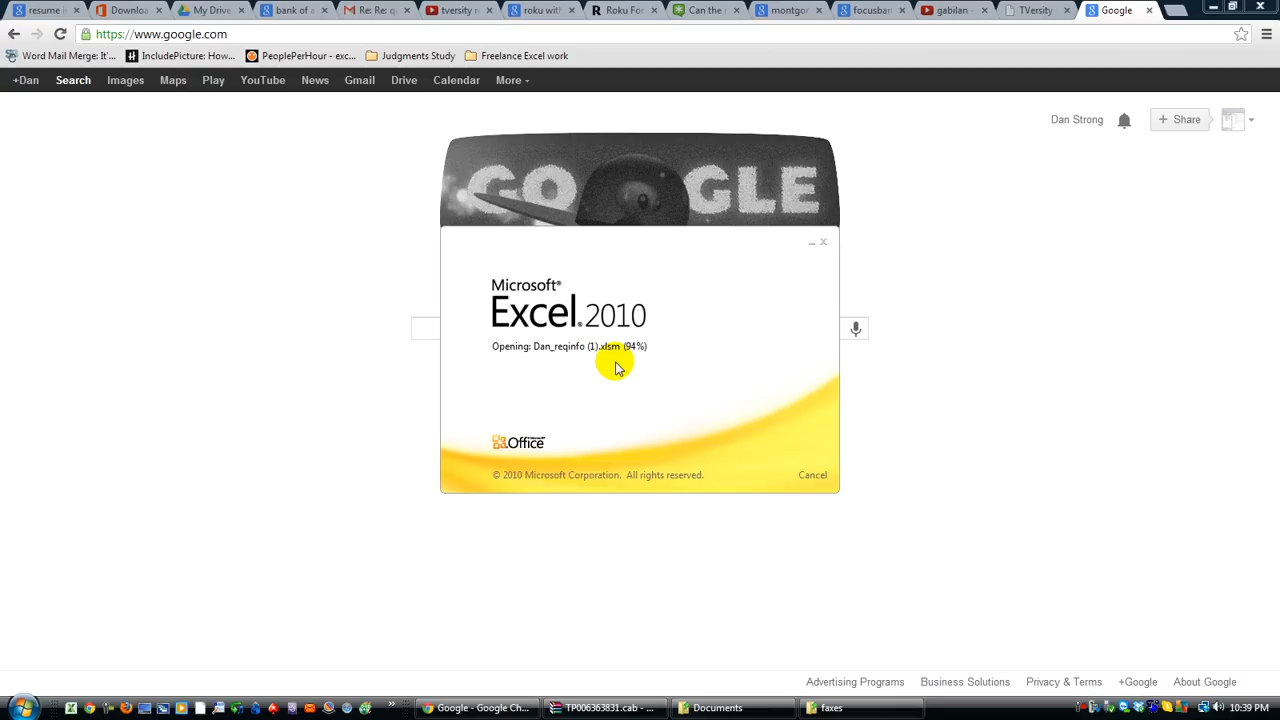 resume i
Downloa
My Drive
bank of a
Re: Re: q
tversity r
roku with
Roku For
Can the
montgor
focusban
gabilan -
TVersity
Google
https://www.google.com
Word Mail Merge: It'...
IncludePicture: How...
PeoplePerHour - exc...
Judgments Study
Freelance Excel work
+Dan
Search
Images
Maps
Play
YouTube
News
Gmail
Drive
Calendar
More
Dan Strong
+ Share
GOOGLE
Microsoft®
Excel® 2010
Opening: Dan_reqinfo (1).xlsm (94%)
Microsoft
Office
© 2010 Microsoft Corporation. All rights reserved.
Cancel
Advertising Programs
Business Solutions
Privacy & Terms
+Google
About Google
Google - Google Ch...
TP006363831.cab - ...
Documents
faxes
10:39 PM